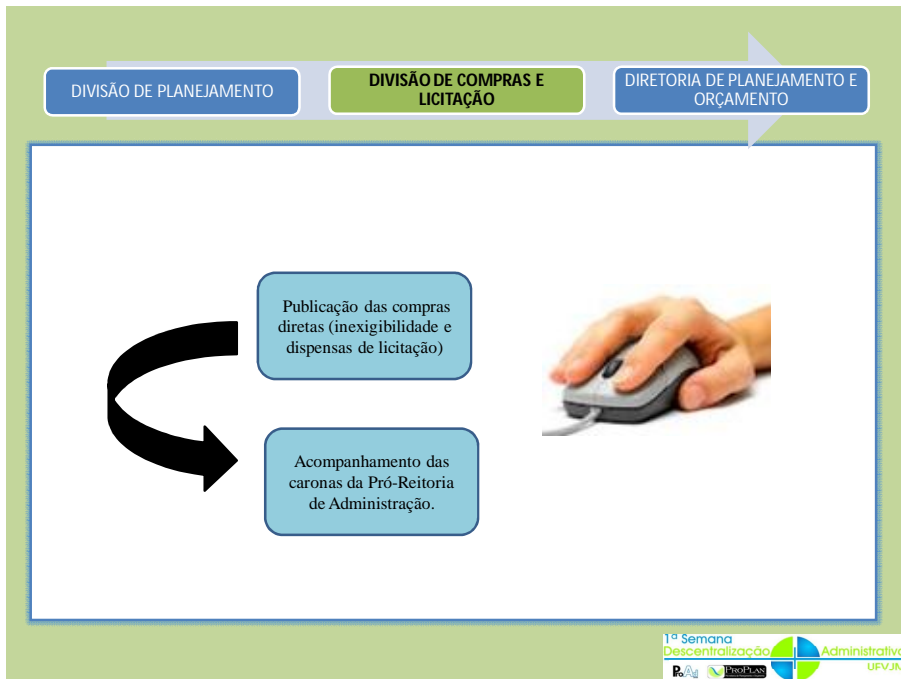 DIVISÃO DE PLANEJAMENTO
DIVISÃO DE COMPRAS E
LICITAÇÃO
DIRETORIA DE PLANEJAMENTO E
ORÇAMENTO
Publicação das compras
diretas (inexigibilidade e
dispensas de licitação)
Acompanhamento das
caronas da Pró-Reitoria
de Administração.
1ª Semana
Descentralização Administrativa
UFVJM
ProAd
PROPLAN